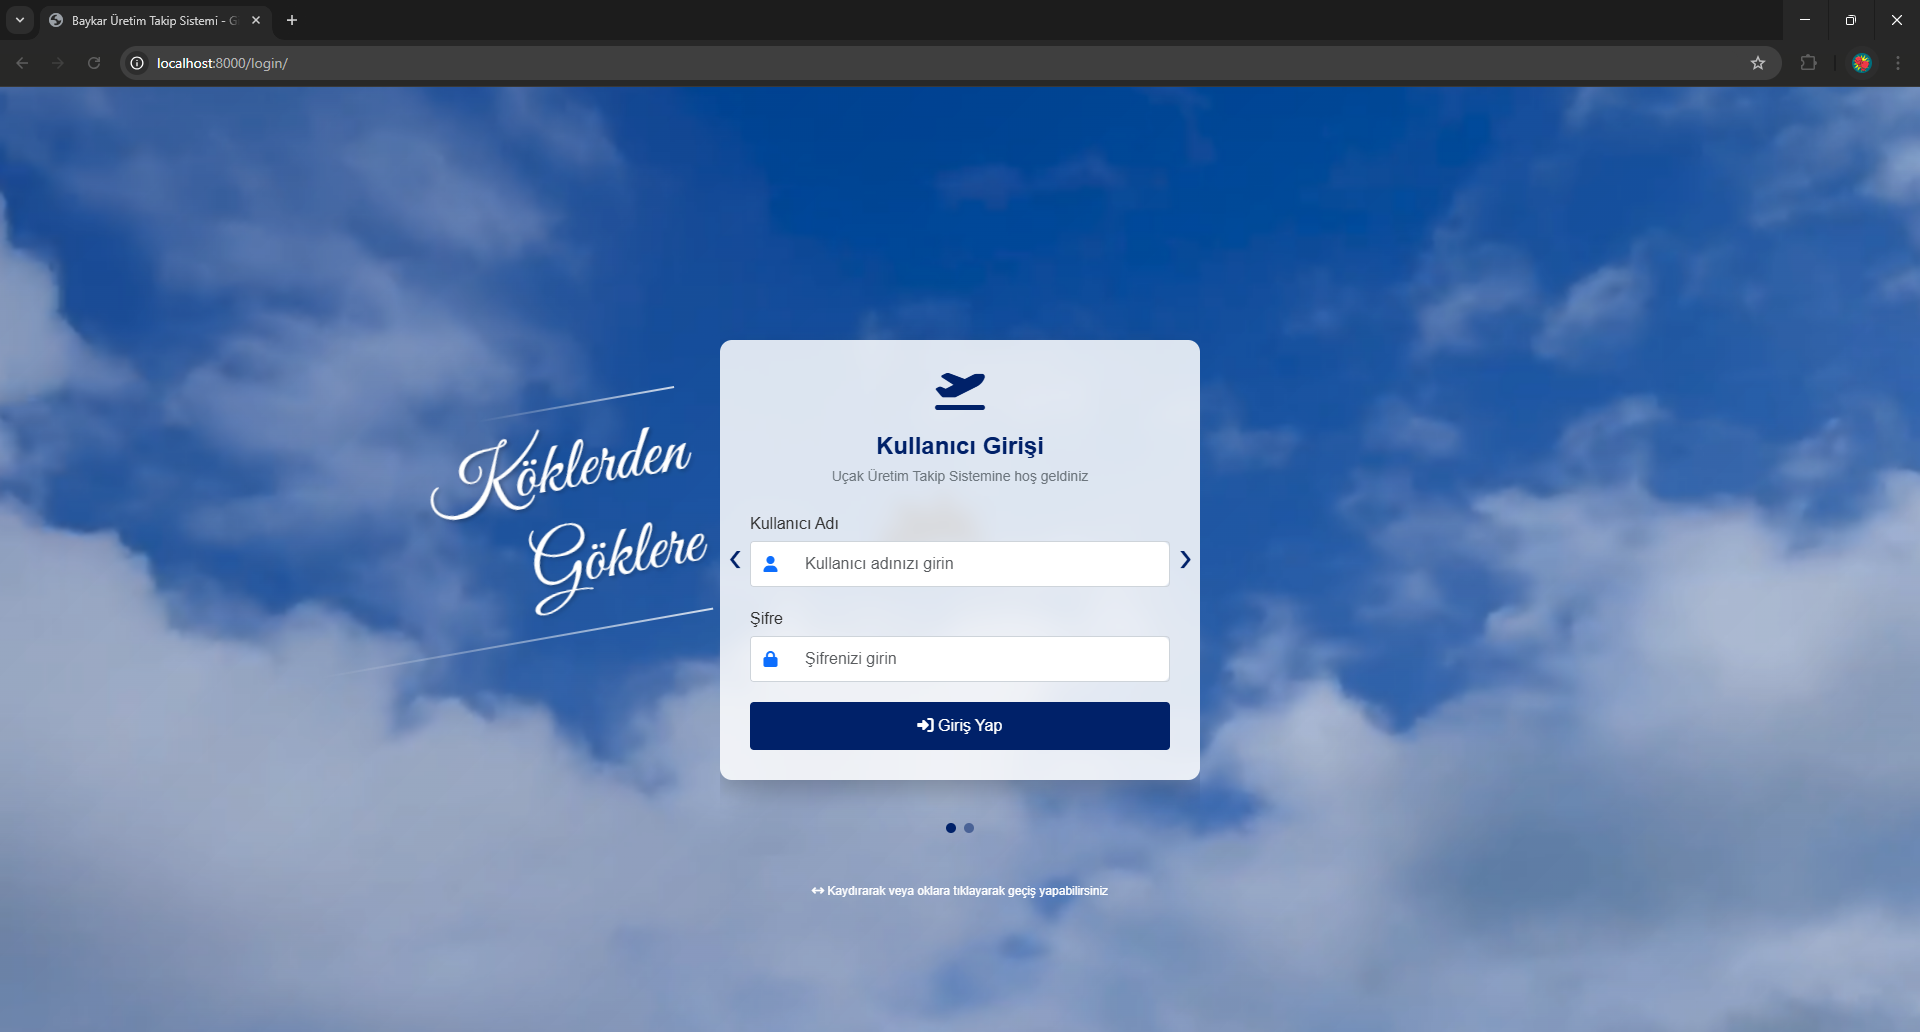 Baykar Üretim Takip Sistemi - G
localhost:8000/login/
Köklerden
Göklere
Kullanıcı Girişi
Uçak Üretim Takip Sistemine hoş geldiniz
Kullanıcı Adı
Kullanıcı adınızı girin
Şifre
Şifrenizi girin
Giriş Yap
Kaydırarak veya oklara tıklayarak geçiş yapabilirsiniz